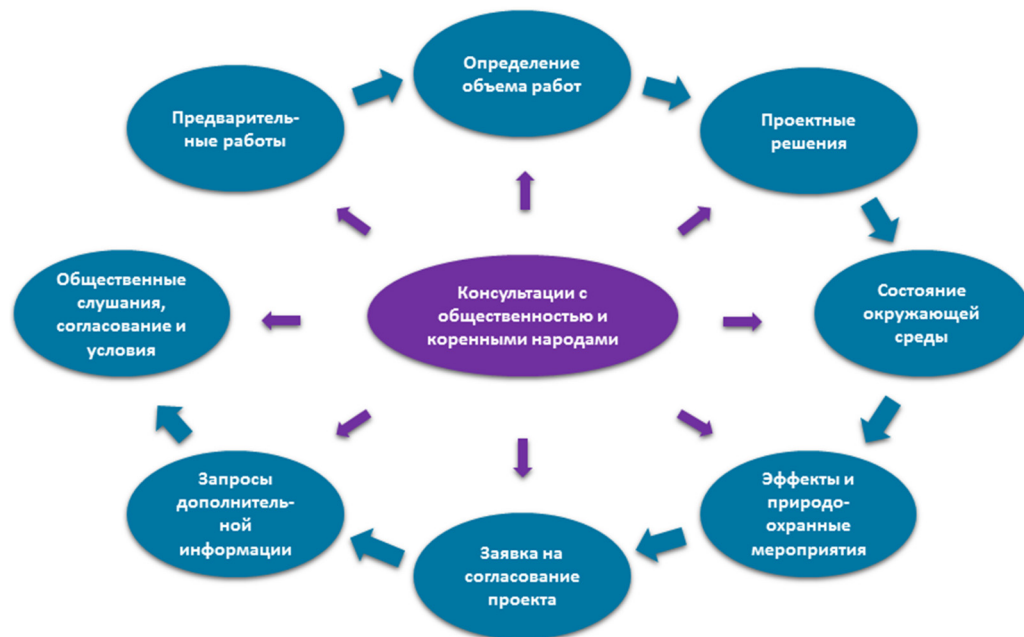 Определение
объема работ
Предваритель-
ные работы
Проектные
решения
Общественные
слушания,
согласование и
условия
Консультации с
общественностью и
коренными народами
Состояние
окружающей
среды
Запросы
дополнитель-
ной
информации
Заявка на
согласование
проекта
Эффекты и
природо-
охранные
мероприятия